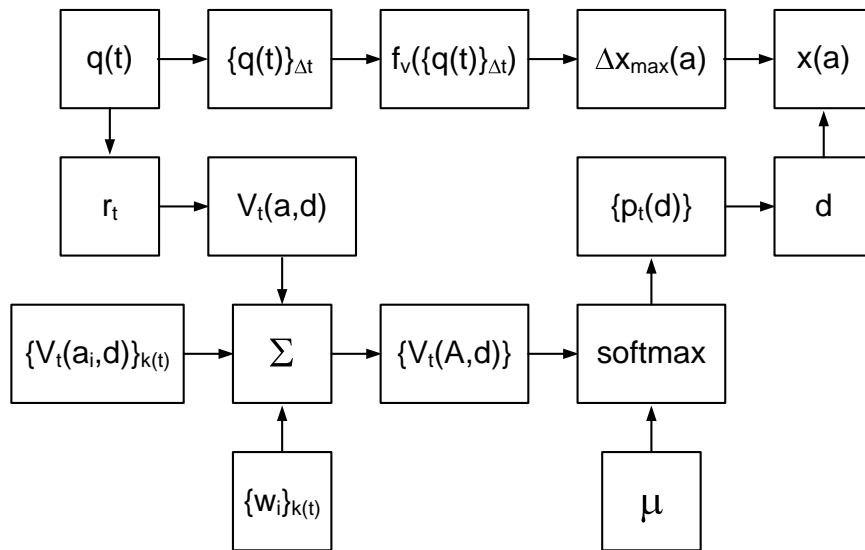 q(t)
{q(t)}Δt
fv({q(t)}Δt)
Δxmax(a)
x(a)
rt
Vt(a,d)
{pt(d)}
d
{Vt(ai,d)}k(t)
Σ
{Vt(A,d)}
softmax
{wi}k(t)
μ